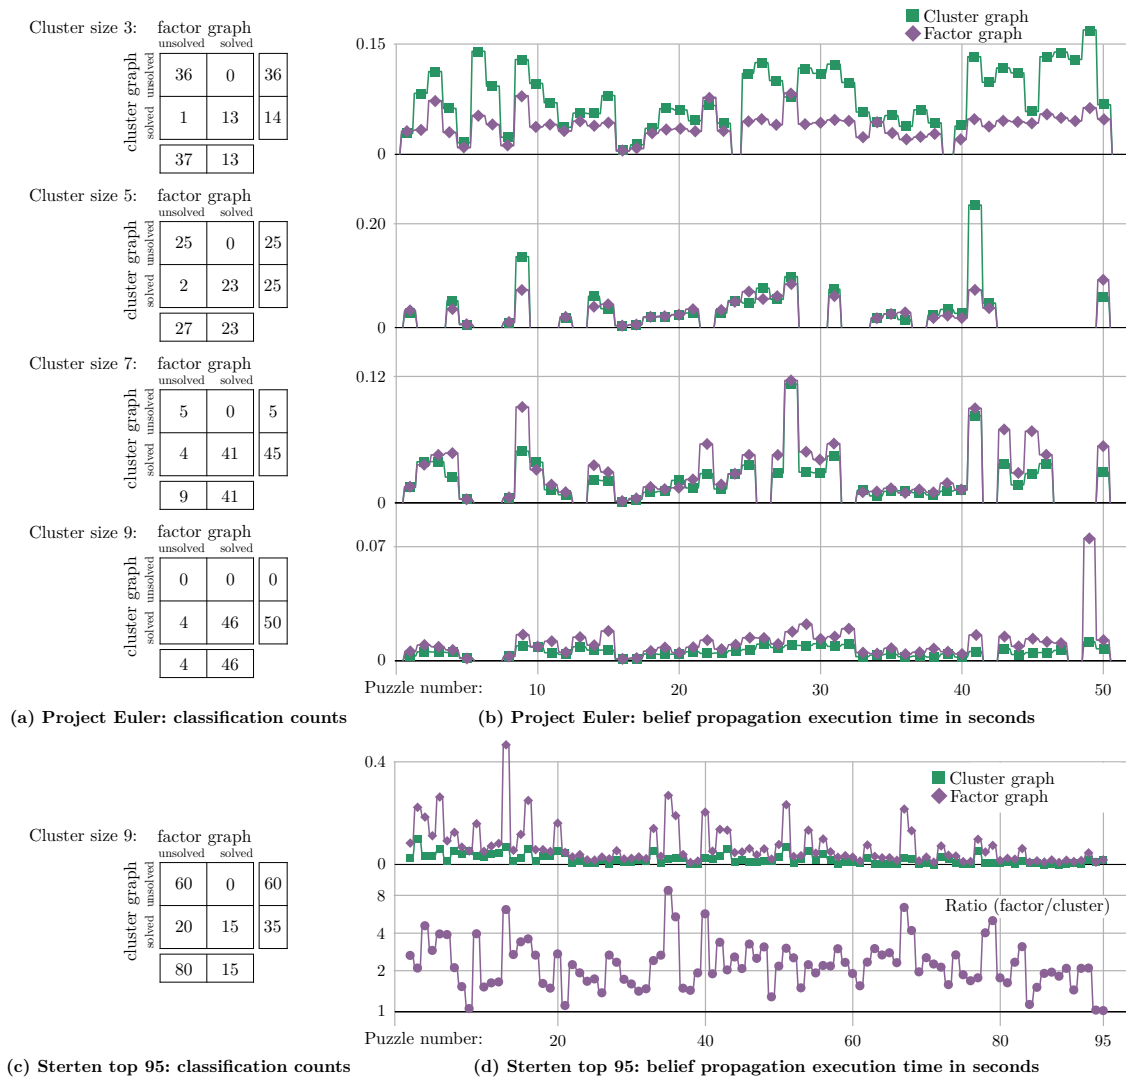 Cluster size 3: factor graph
unsolved solved
cluster graph
unsolved
solved
36 0 36
1 13 14
37 13
Cluster size 5: factor graph
unsolved solved
cluster graph
unsolved
solved
25 0 25
2 23 25
27 23
Cluster size 7: factor graph
unsolved solved
cluster graph
unsolved
solved
5 0 5
4 41 45
9 41
Cluster size 9: factor graph
unsolved solved
cluster graph
unsolved
solved
0 0 0
4 46 50
4 46
(a) Project Euler: classification counts
Cluster graph
Factor graph
0.15
0
0.20
0
0.12
0
0.07
0
Puzzle number: 10 20 30 40 50
(b) Project Euler: belief propagation execution time in seconds
Cluster size 9: factor graph
unsolved solved
cluster graph
unsolved
solved
60 0 60
20 15 35
80 15
(c) Sterten top 95: classification counts
Cluster graph
Factor graph
0.4
0
Ratio (factor/cluster)
8
4
2
1
Puzzle number: 20 40 60 80 95
(d) Sterten top 95: belief propagation execution time in seconds